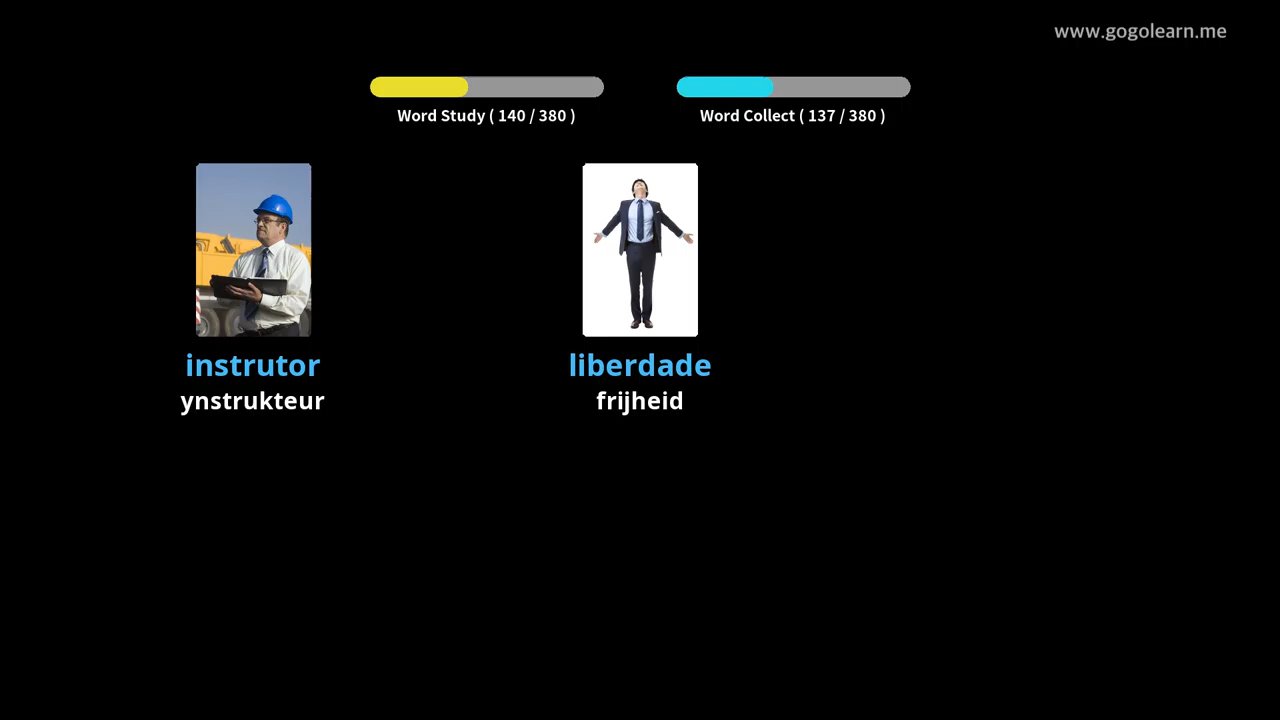 www.gogolearn.me
Word Study ( 140 / 380 )
Word Collect ( 137 / 380 )
instrutor
ynstrukteur
liberdade
frijheid